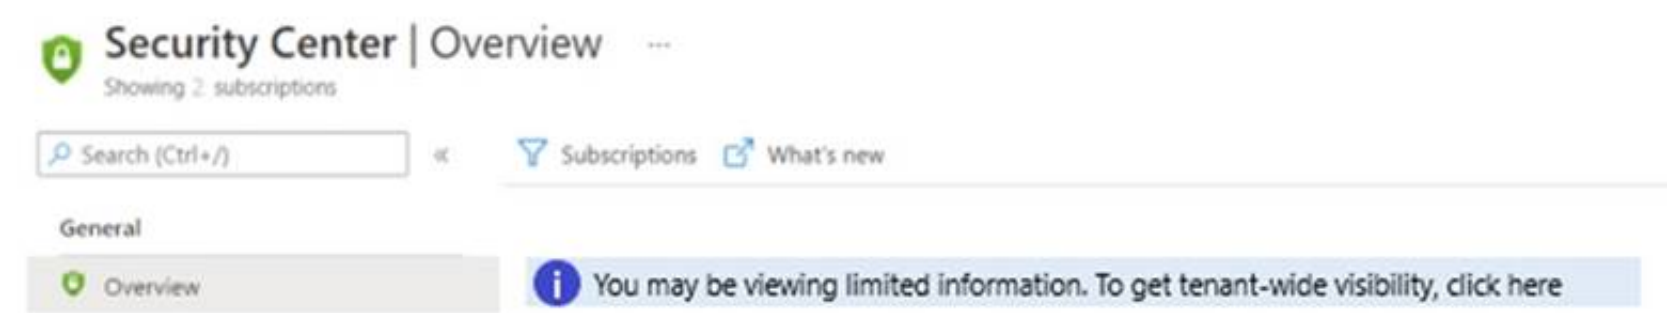 Security Center | Overview ...
Showing 2 subscriptions
Search (Ctrl+/)
«
Subscriptions
What's new
General
Overview
i
You may be viewing limited information. To get tenant-wide visibility, click here